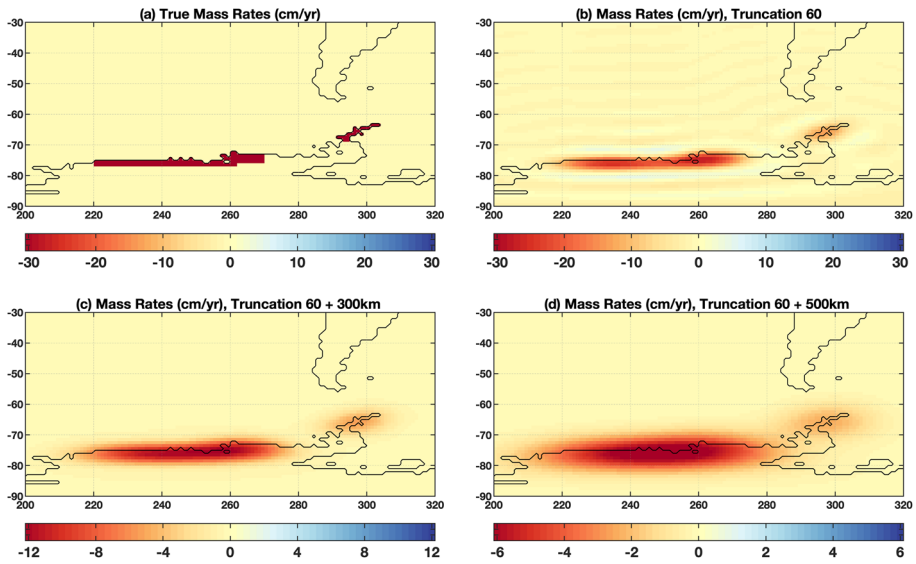 (a) True Mass Rates (cm/yr)
-30
-40
-50
-60
-70
-80
-90
200 220 240 260 280 300 320
-30 -20 -10 0 10 20 30
(b) Mass Rates (cm/yr), Truncation 60
-30
-40
-50
-60
-70
-80
-90
200 220 240 260 280 300 320
-30 -20 -10 0 10 20 30
(c) Mass Rates (cm/yr), Truncation 60 + 300km
-30
-40
-50
-60
-70
-80
-90
200 220 240 260 280 300 320
-12 -8 -4 0 4 8 12
(d) Mass Rates (cm/yr), Truncation 60 + 500km
-30
-40
-50
-60
-70
-80
-90
200 220 240 260 280 300 320
-6 -4 -2 0 2 4 6